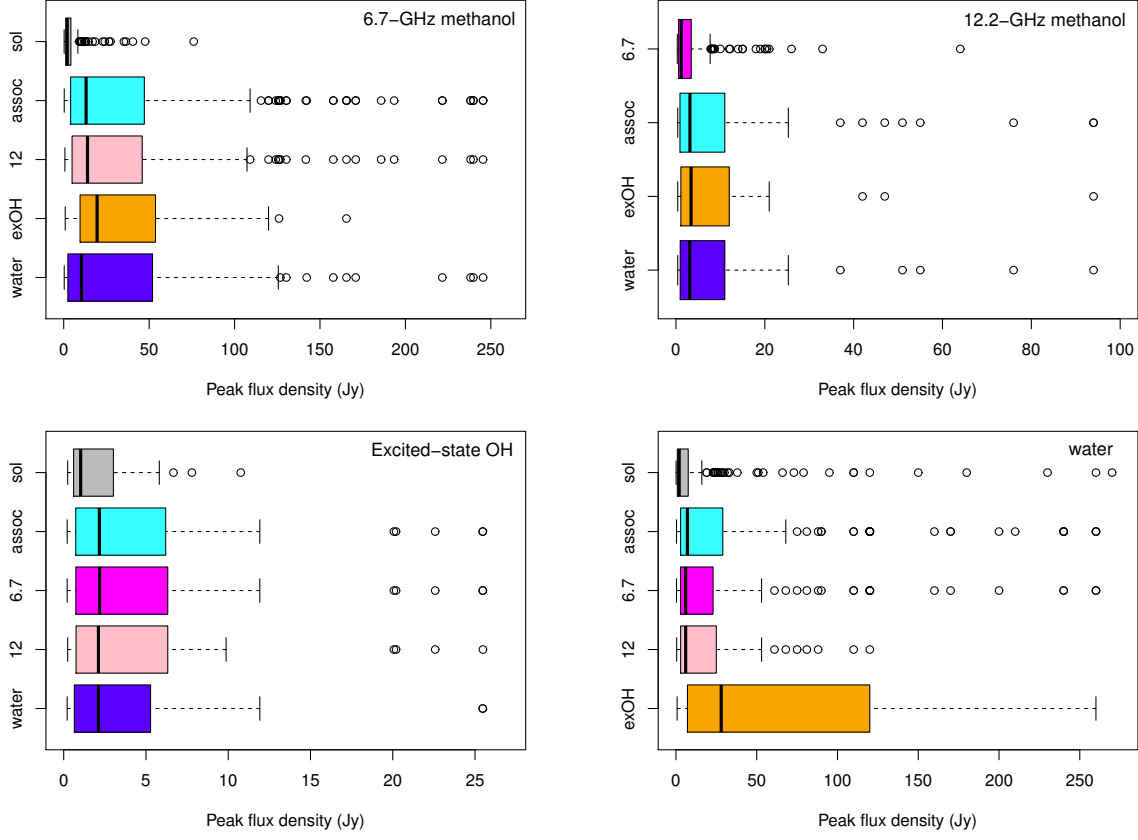 6.7−GHz methanol
sol
assoc
12
exOH
water
0 50 100 150 200 250
Peak flux density (Jy)
12.2−GHz methanol
6.7
assoc
exOH
water
0 20 40 60 80 100
Peak flux density (Jy)
Excited−state OH
sol
assoc
6.7
12
water
0 5 10 15 20 25
Peak flux density (Jy)
water
sol
assoc
6.7
12
exOH
0 50 100 150 200 250
Peak flux density (Jy)